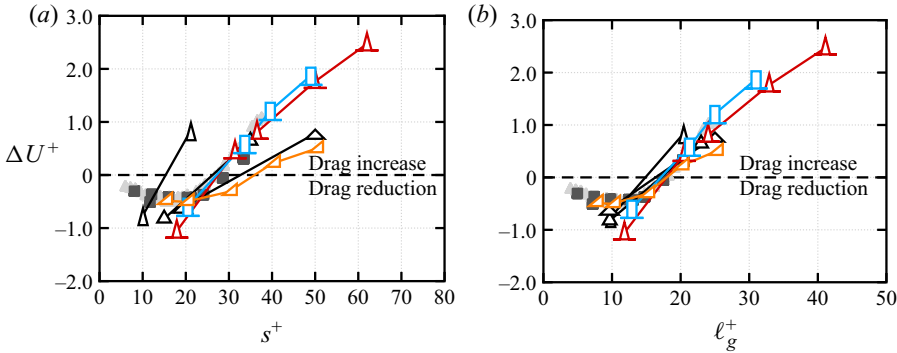 (a)
(b)
3.0
2.0
1.0
0
−1.0
−2.0
ΔU+
Drag increase
Drag reduction
0 10 20 30 40 50 60 70 80
s+
3.0
2.0
1.0
0
−1.0
−2.0
Drag increase
Drag reduction
0 10 20 30 40 50
ℓg+